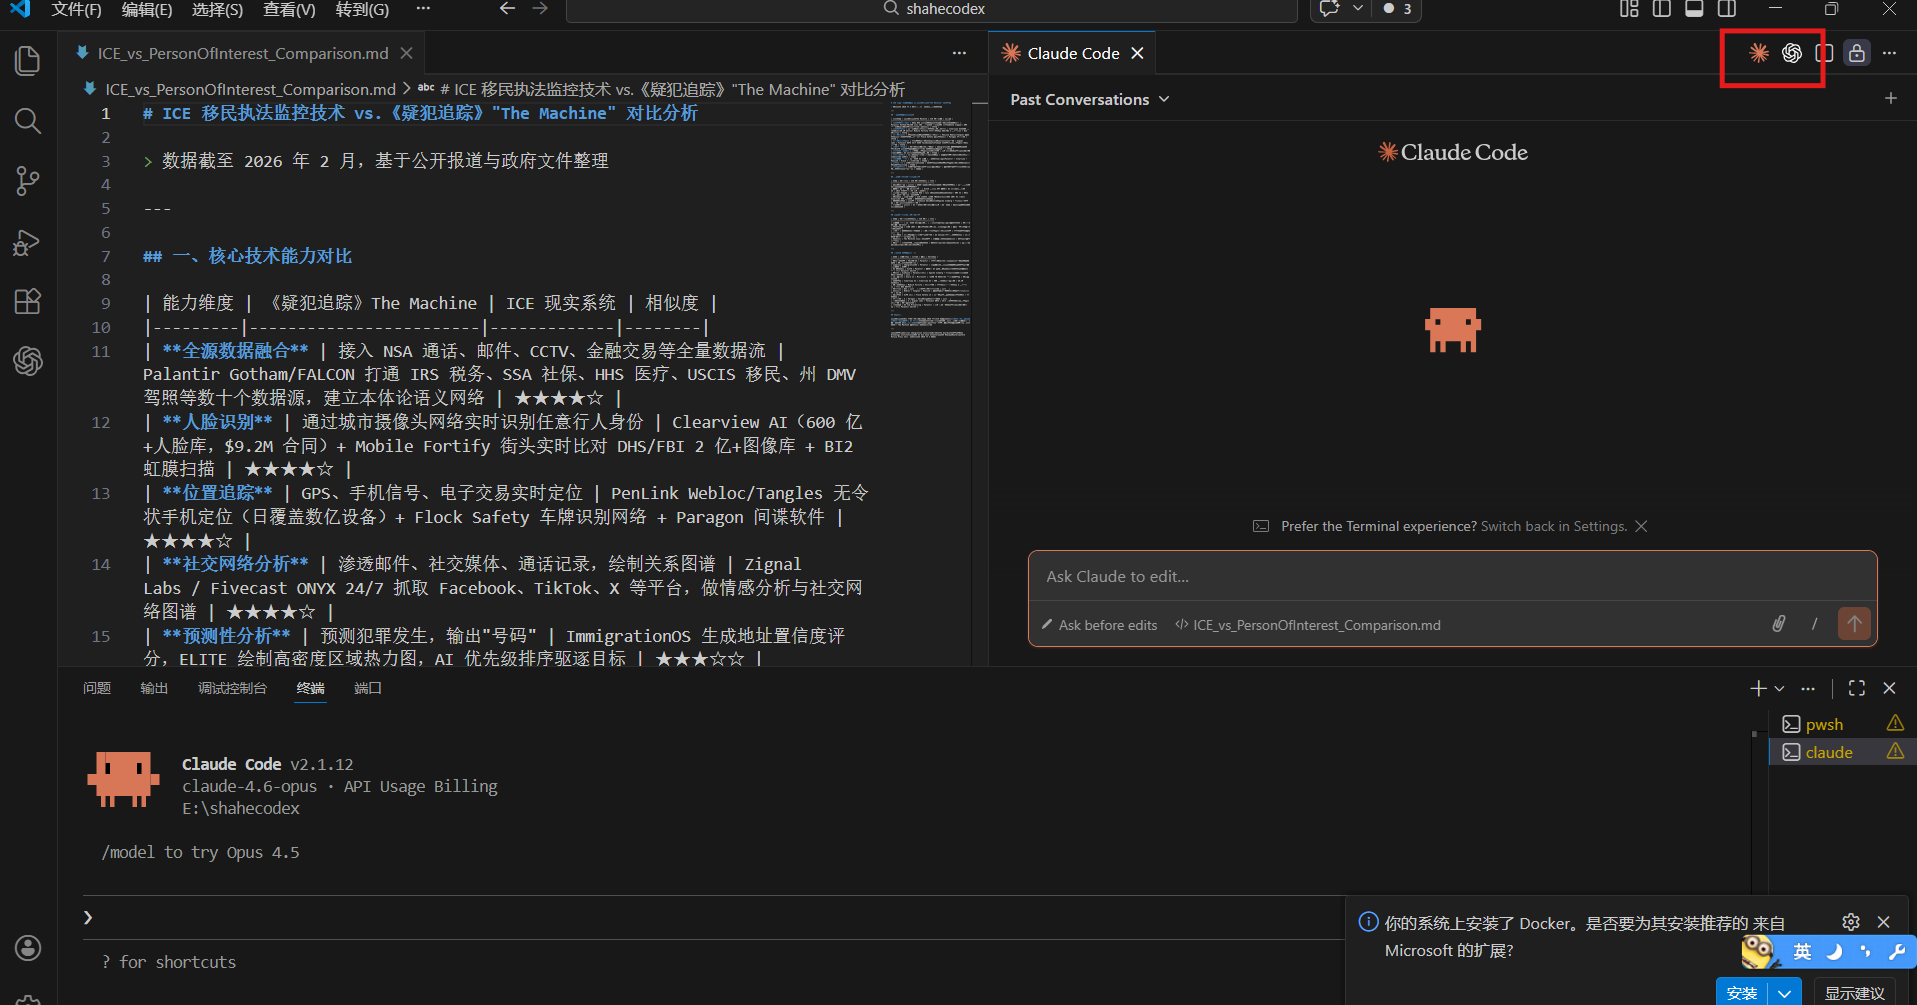 文件(F) 编辑(E) 选择(S) 查看(V) 转到(G) ··· shahecodex 3
ICE_vs_PersonOfInterest_Comparison.md
ICE_vs_PersonOfInterest_Comparison.md > abc # ICE 移民执法监控技术 vs.《疑犯追踪》"The Machine" 对比分析
1 # ICE 移民执法监控技术 vs.《疑犯追踪》"The Machine" 对比分析
2
3 > 数据截至 2026 年 2 月，基于公开报道与政府文件整理
4
5 ---
6
7 ## 一、核心技术能力对比
8
9 | 能力维度 | 《疑犯追踪》The Machine | ICE 现实系统 | 相似度 |
10 |---------|-----------------------|-------------|--------|
11 | **全源数据融合** | 接入 NSA 通话、邮件、CCTV、金融交易等全量数据流 |
Palantir Gotham/FALCON 打通 IRS 税务、SSA 社保、HHS 医疗、USCIS 移民、州 DMV
驾照等数十个数据源，建立本体论语义网络 | ★★★★☆ |
12 | **人脸识别** | 通过城市摄像头网络实时识别任意行人身份 | Clearview AI（600 亿
+人脸库，$9.2M 合同）+ Mobile Fortify 街头实时比对 DHS/FBI 2 亿+图像库 + BI2
虹膜扫描 | ★★★★☆ |
13 | **位置追踪** | GPS、手机信号、电子交易实时定位 | PenLink Webloc/Tangles 无令
状手机定位（日覆盖数亿设备）+ Flock Safety 车牌识别网络 + Paragon 间谍软件 |
★★★★☆ |
14 | **社交网络分析** | 渗透邮件、社交媒体、通话记录，绘制关系图谱 | Zignal
Labs / Fivecast ONYX 24/7 抓取 Facebook、TikTok、X 等平台，做情感分析与社交网
络图谱 | ★★★★☆ |
15 | **预测性分析** | 预测犯罪发生，输出"号码" | ImmigrationOS 生成地址置信度评
分，ELITE 绘制高密度区域热力图，AI 优先级排序驱逐目标 | ★★★☆☆ |
Claude Code
Past Conversations
Claude Code
Prefer the Terminal experience? Switch back in Settings.
Ask Claude to edit...
Ask before edits </> ICE_vs_PersonOfInterest_Comparison.md /
问题 输出 调试控制台 终端 端口
pwsh
claude
Claude Code v2.1.12
claude-4.6-opus · API Usage Billing
E:\shahecodex
/model to try Opus 4.5
❯
? for shortcuts
你的系统上安装了 Docker。是否要为其安装推荐的 来自
Microsoft 的扩展?
英
安装 显示建议